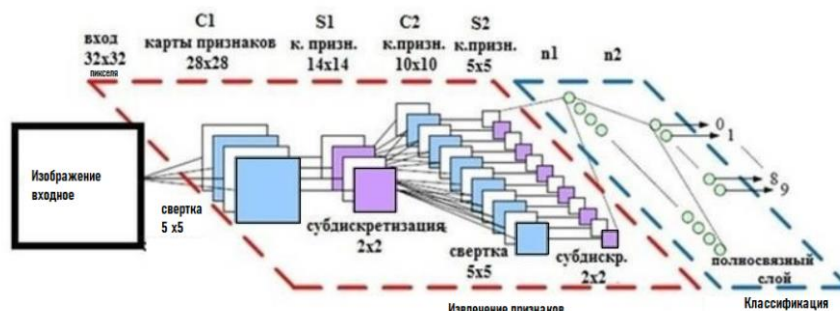 вход
32x32
пикселя
C1
карты признаков
28x28
S1
к. призн.
14x14
C2
к.призн.
10x10
S2
к.призн.
5x5
n1
n2
Изображение
входное
свертка
5 x5
субдискретизация
2x2
свертка
5x5
субдискр.
2x2
0
1
8
9
полносвязный
слой
Извлечение признаков
Классификация